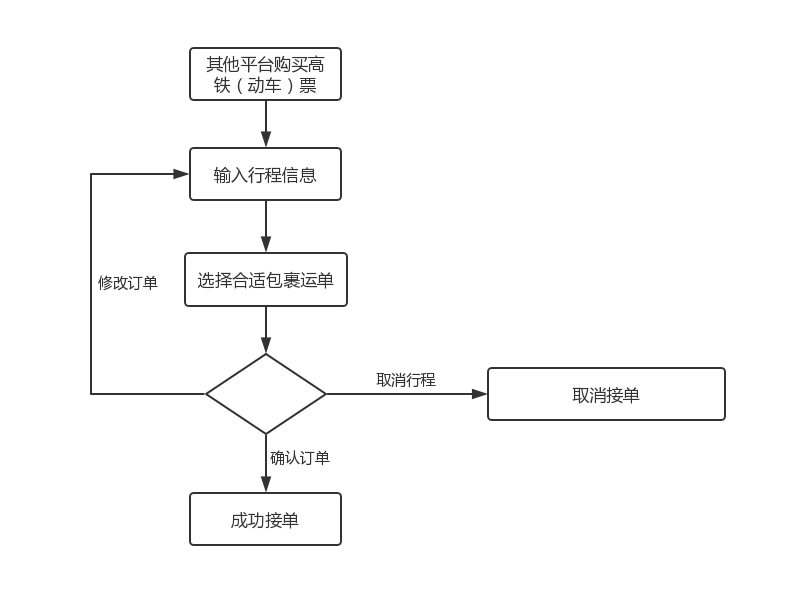 其他平台购买高
铁（动车）票
输入行程信息
修改订单
选择合适包裹运单
取消行程
取消接单
确认订单
成功接单